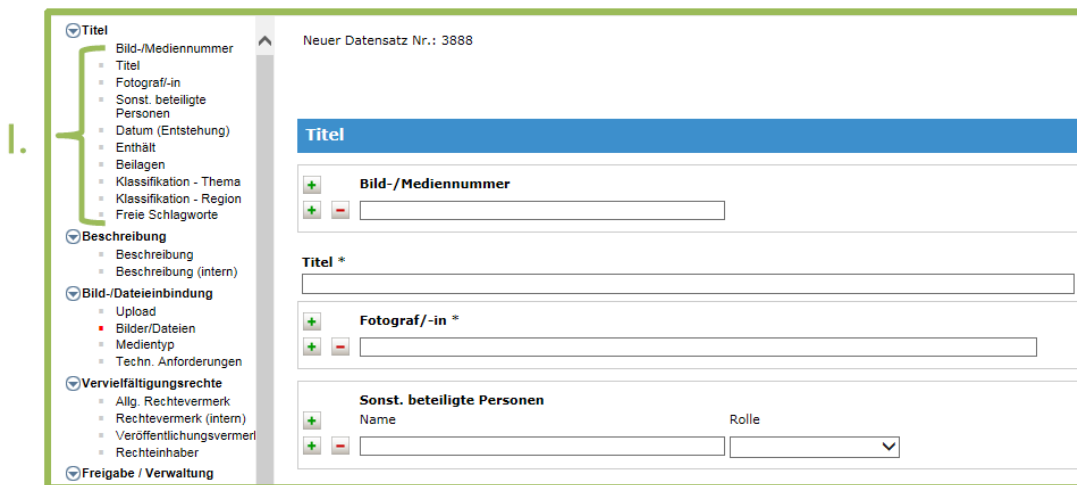 I.
Titel
Bild-/Mediennummer
Titel
Fotograf/-in
Sonst. beteiligte
Personen
Datum (Entstehung)
Enthält
Beilagen
Klassifikation - Thema
Klassifikation - Region
Freie Schlagworte
Beschreibung
Beschreibung
Beschreibung (intern)
Bild-/Dateieinbindung
Upload
Bilder/Dateien
Medientyp
Techn. Anforderungen
Vervielfältigungsrechte
Allg. Rechtevermerk
Rechtevermerk (intern)
Veröffentlichungsvermerk
Rechteinhaber
Freigabe / Verwaltung
Neuer Datensatz Nr.: 3888
Titel
Bild-/Mediennummer
Titel *
Fotograf/-in *
Sonst. beteiligte Personen
Name Rolle